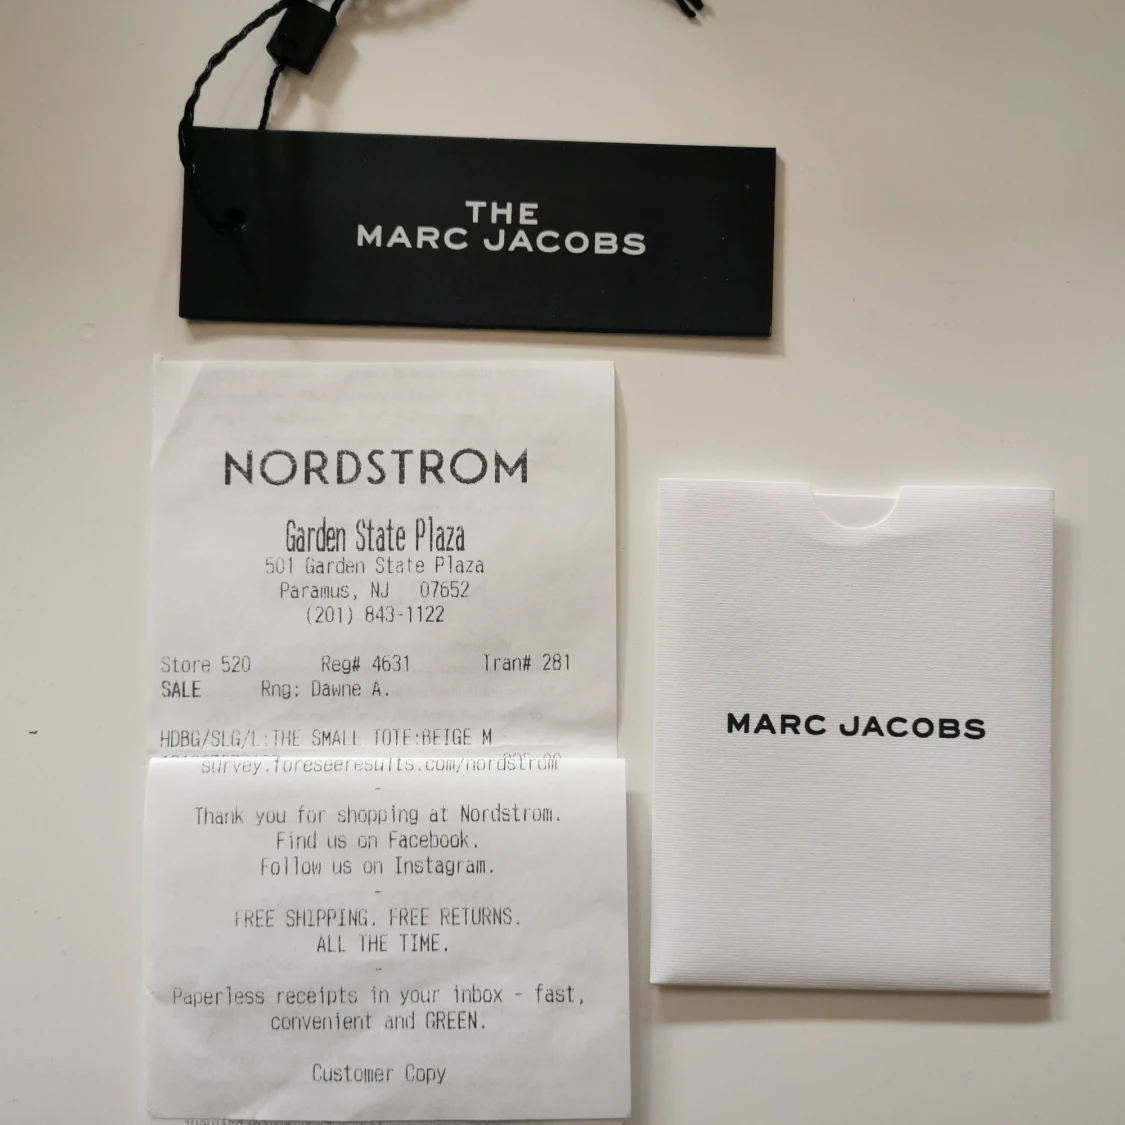 THE
MARC JACOBS
NORDSTROM
Garden State Plaza
501 Garden State Plaza
Paramus, NJ 07652
(201) 843-1122
Store 520 Reg# 4631 Tran# 281
SALE Rng: Dawne A.
HDBG/SLG/L:THE SMALL TOTE:BEIGE M
survey.foreseeresults.com/nordstrom
-
Thank you for shopping at Nordstrom.
Find us on Facebook.
Follow us on Instagram.
-
FREE SHIPPING. FREE RETURNS.
ALL THE TIME.
-
Paperless receipts in your inbox - fast,
convenient and GREEN.
Customer Copy
MARC JACOBS